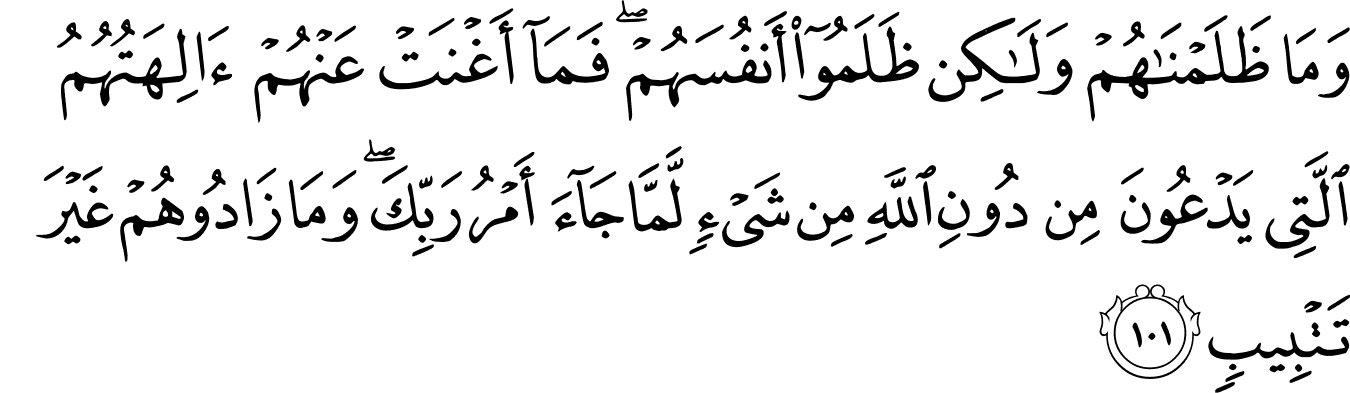 وَمَا ظَلَمْنَـٰهُمْ وَلَـٰكِن ظَلَمُوٓا۟ أَنفُسَهُمْ ۖ فَمَآ أَغْنَتْ عَنْهُمْ ءَالِهَتُهُمُ
ٱلَّتِى يَدْعُونَ مِن دُونِ ٱللَّهِ مِن شَىْءٍ لَّمَّا جَآءَ أَمْرُ رَبِّكَ ۖ وَمَا زَادُوهُمْ غَيْرَ
تَتْبِيبٍ ١٠١